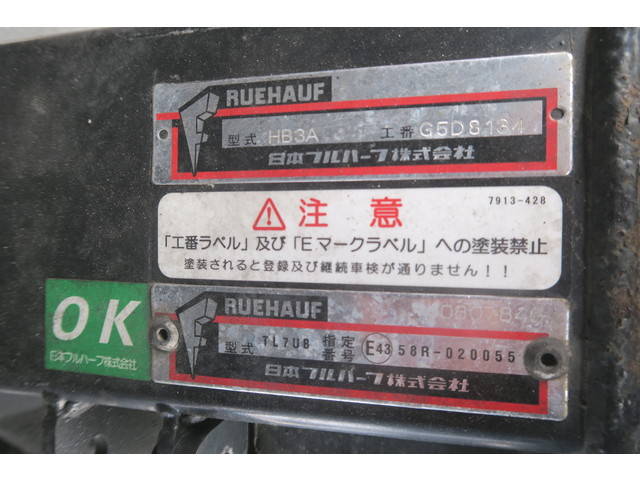 FRUEHAUF
型式 HB3A 工番 G5D8134
日本フルハーフ株式会社
7913-428
⚠注意
「工番ラベル」及び「Eマークラベル」への塗装禁止
塗装されると登録及び継続車検が通りません!!
OK
日本フルハーフ株式会社
FRUEHAUF
型式 TL7UB 指定番号 E43 58R-020055
日本フルハーフ株式会社